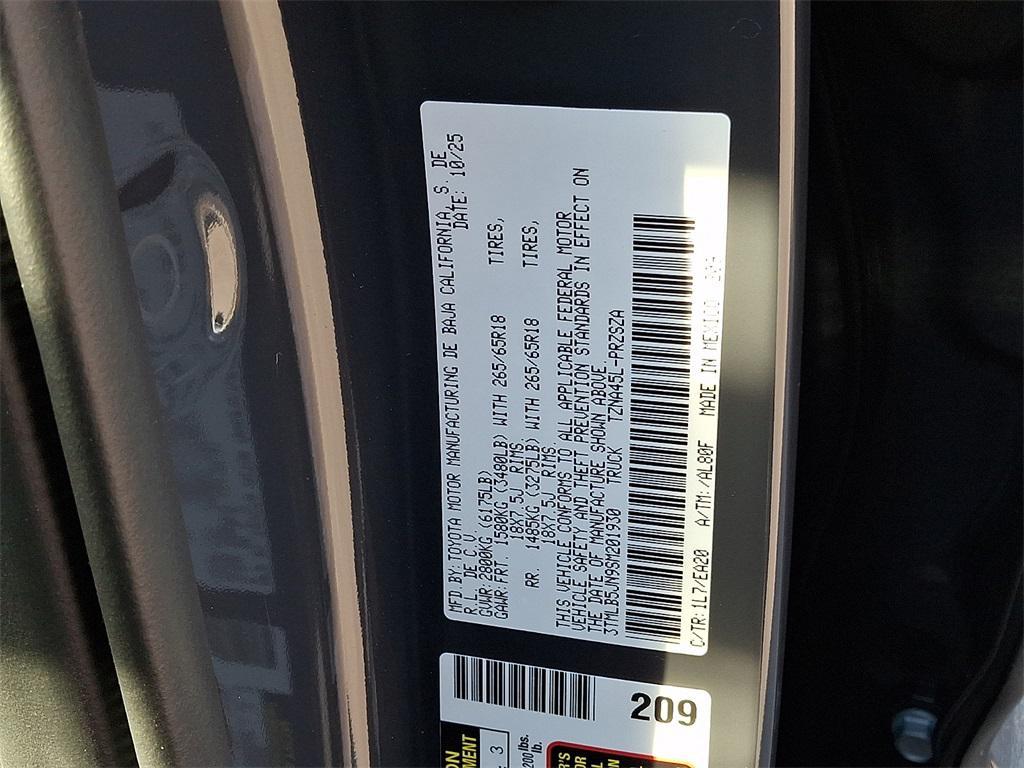 MFD BY: TOYOTA MOTOR MANUFACTURING DE BAJA CALIFORNIA, S. DE
R.L. DE C.V. DATE: 10/25
GVWR: 2800KG (6175LB)
GAWR: FRT. 1580KG (3480LB) WITH 265/65R18 TIRES,
18X7.5J RIMS,
RR. 1485KG (3275LB) WITH 265/65R18 TIRES,
18X7.5J RIMS
THIS VEHICLE CONFORMS TO ALL APPLICABLE FEDERAL MOTOR
VEHICLE SAFETY AND THEFT PREVENTION STANDARDS IN EFFECT ON
THE DATE OF MANUFACTURE SHOWN ABOVE.
3TMLB5JN9SM201930 TRUCK TZNA45L-PRZSZA
C/TR: 1L7/EA20 A/TM: /AL80F MADE IN MEXICO
209
3
200 lbs.
lb.